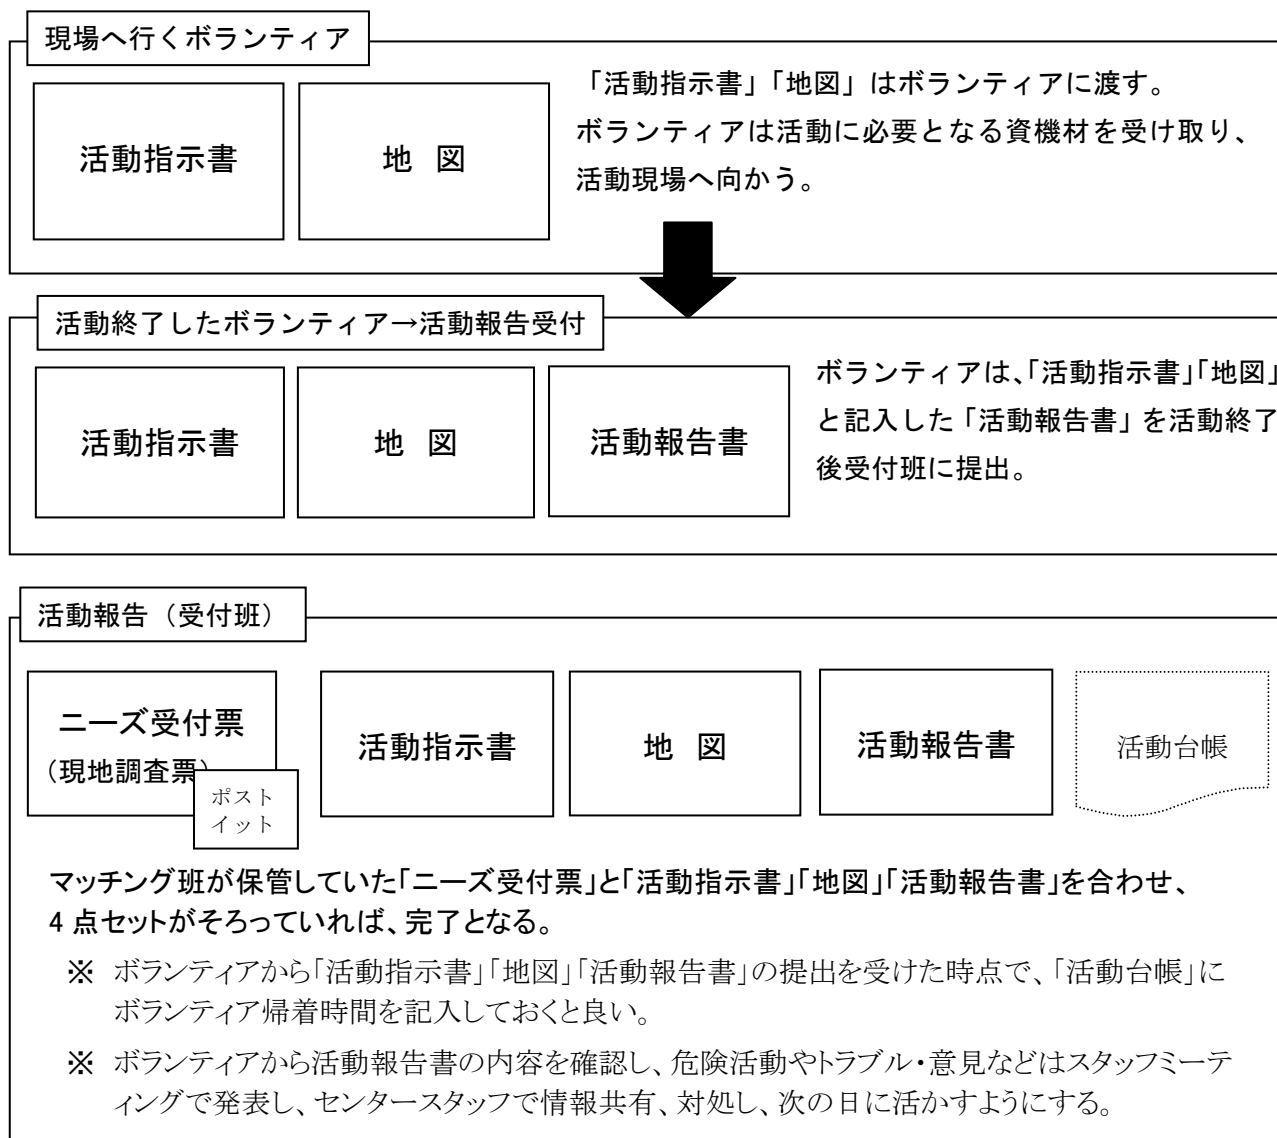 現場へ行くボランティア
活動指示書
地 図
「活動指示書」「地図」はボランティアに渡す。
ボランティアは活動に必要となる資機材を受け取り、
活動現場へ向かう。
活動終了したボランティア→活動報告受付
活動指示書
地 図
活動報告書
ボランティアは、「活動指示書」「地図」
と記入した「活動報告書」を活動終了
後受付班に提出。
活動報告（受付班）
ニーズ受付票
（現地調査票）
ポスト
イット
活動指示書
地 図
活動報告書
活動台帳
マッチング班が保管していた「ニーズ受付票」と「活動指示書」「地図」「活動報告書」を合わせ、
4 点セットがそろっていれば、完了となる。
※ ボランティアから「活動指示書」「地図」「活動報告書」の提出を受けた時点で、「活動台帳」に
ボランティア帰着時間を記入しておくと良い。
※ ボランティアから活動報告書の内容を確認し、危険活動やトラブル・意見などはスタッフミーテ
ィングで発表し、センタースタッフで情報共有、対処し、次の日に活かすようにする。